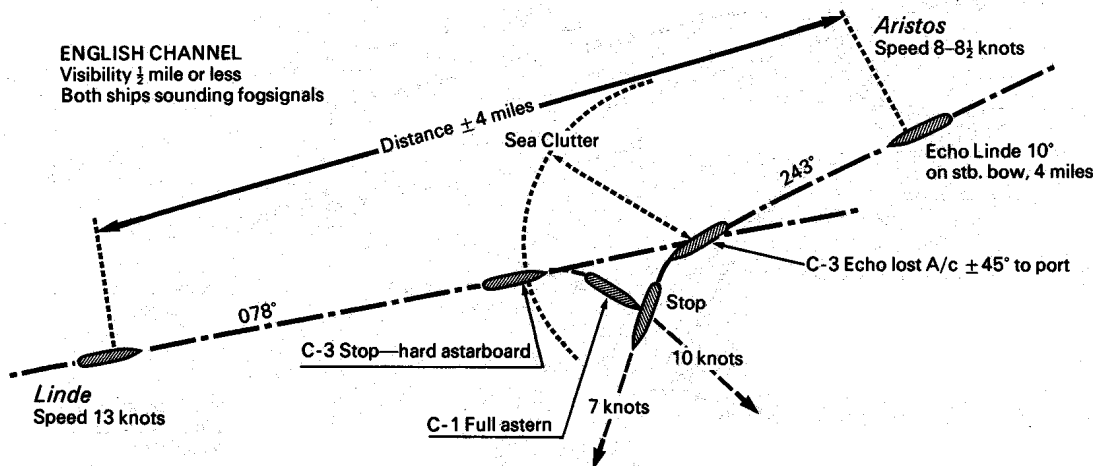 ENGLISH CHANNEL
Visibility ½ mile or less
Both ships sounding fogsignals
Aristos
Speed 8–8½ knots
Distance ±4 miles
Sea Clutter
Echo Linde 10°
on stb. bow, 4 miles
243°
C-3 Echo lost A/c ±45° to port
078°
Stop
C-3 Stop—hard astarboard
10 knots
Linde
Speed 13 knots
7 knots
C-1 Full astern